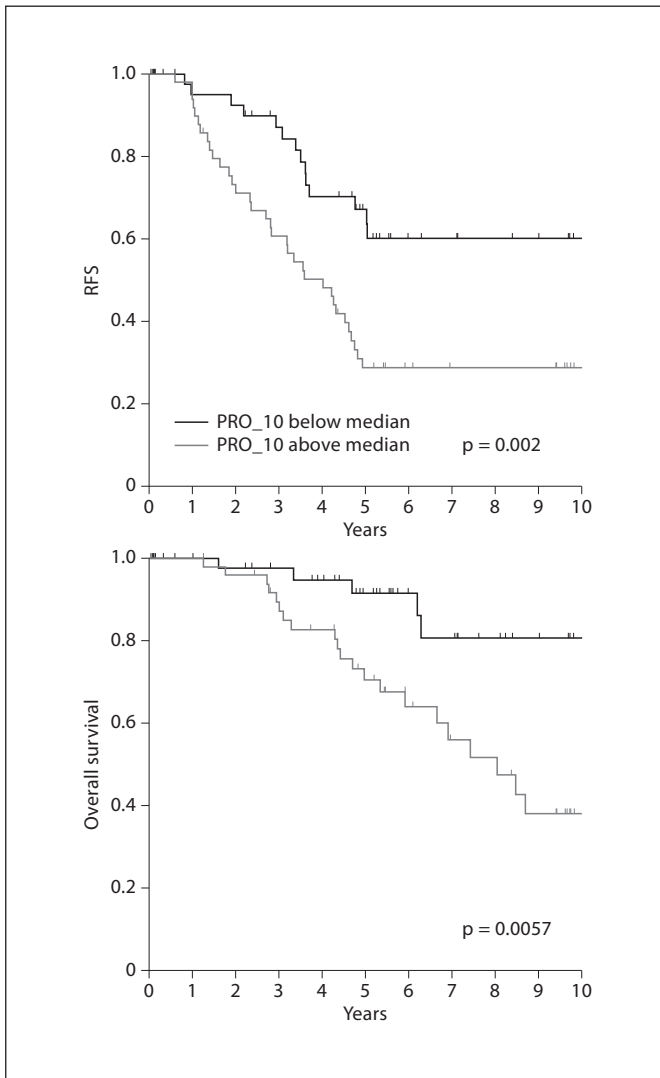 1.0
0.8
0.6
0.4
0.2
0
RFS
PRO_10 below median
PRO_10 above median
p = 0.002
0 1 2 3 4 5 6 7 8 9 10
Years
1.0
0.8
0.6
0.4
0.2
0
Overall survival
p = 0.0057
0 1 2 3 4 5 6 7 8 9 10
Years